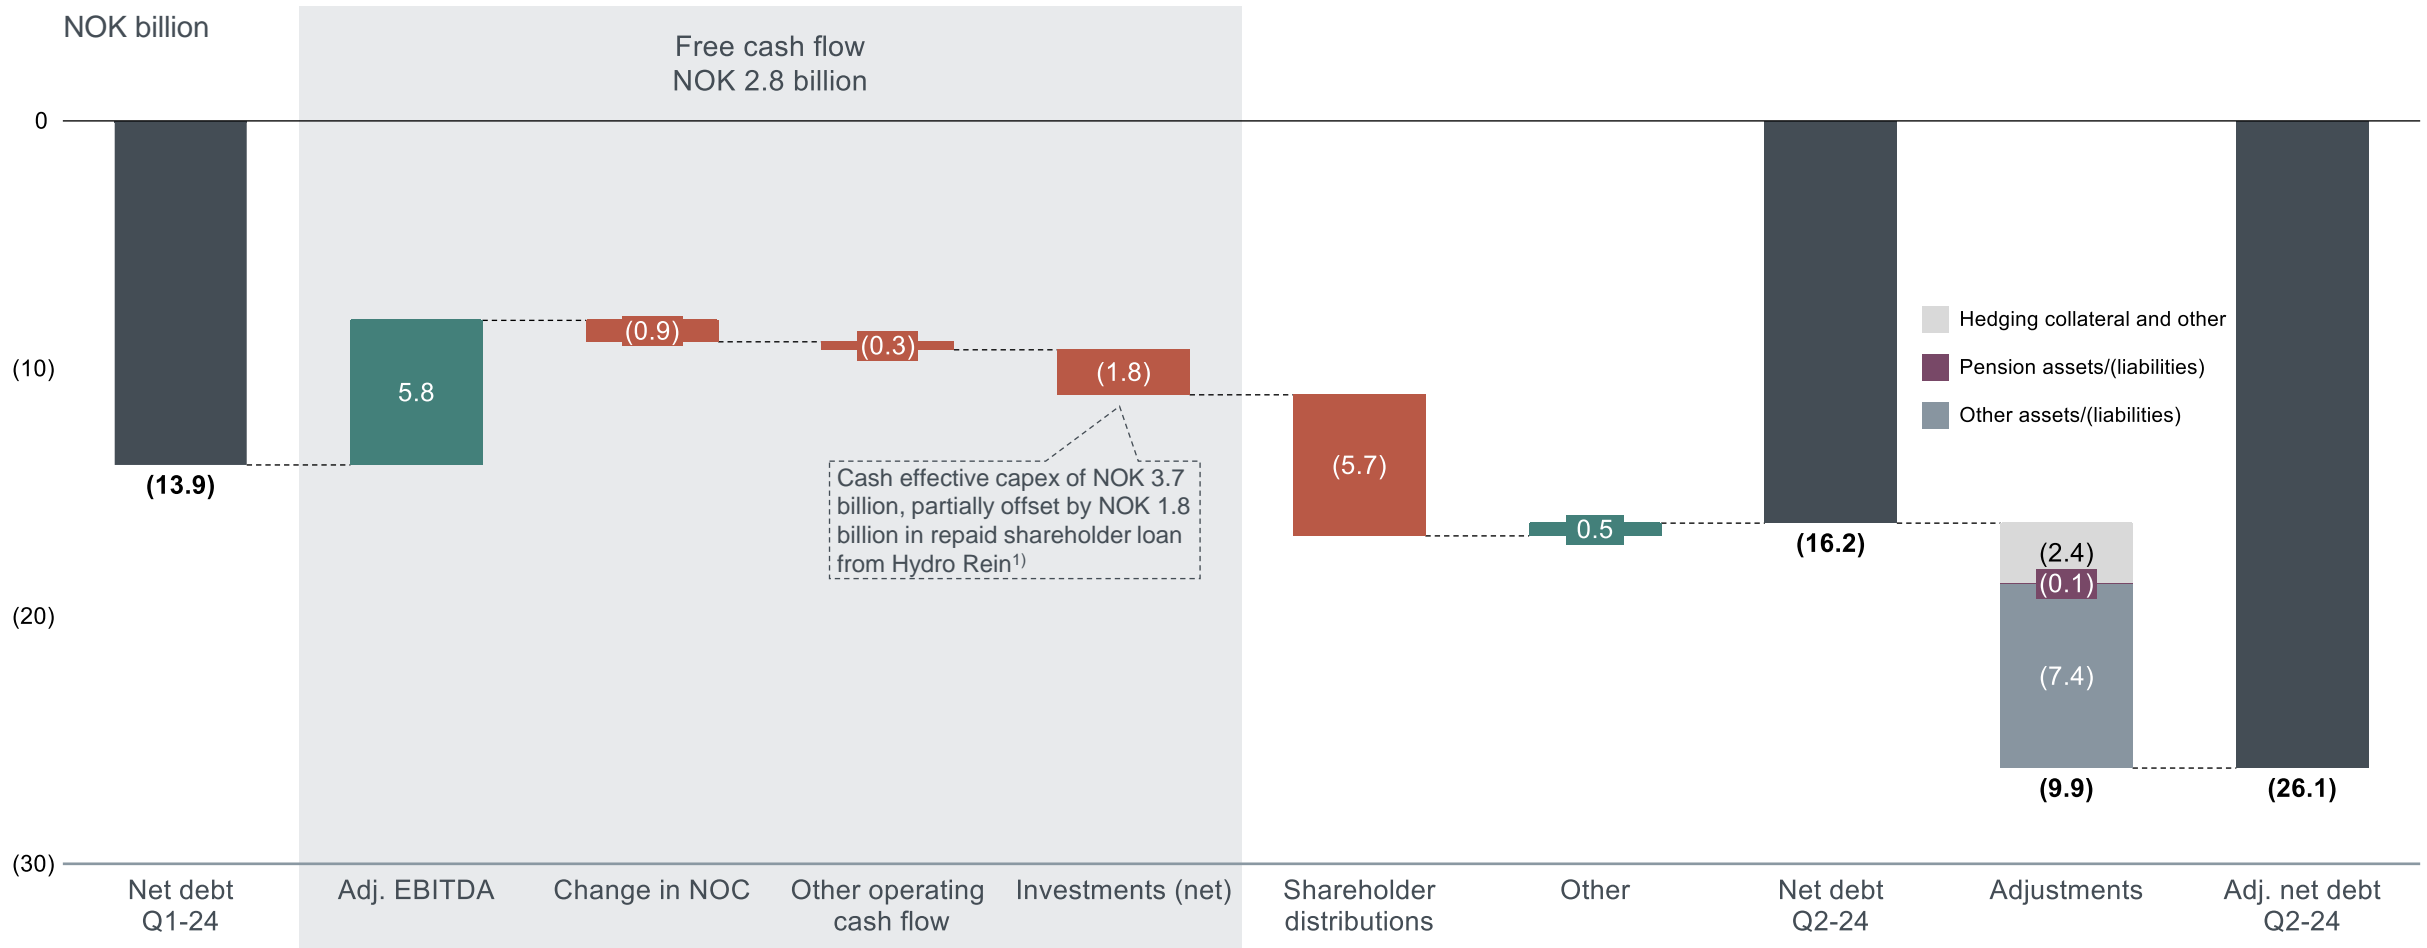 NOK billion
Free cash flow
NOK 2.8 billion
0
(10)
(20)
(30)
(13.9)
5.8
(0.9)
(0.3)
(1.8)
Cash effective capex of NOK 3.7
billion, partially offset by NOK 1.8
billion in repaid shareholder loan
from Hydro Rein1)
(5.7)
0.5
(16.2)
Hedging collateral and other
Pension assets/(liabilities)
Other assets/(liabilities)
(2.4)
(0.1)
(7.4)
(9.9)
(26.1)
Net debt
Q1-24
Adj. EBITDA
Change in NOC
Other operating
cash flow
Investments (net)
Shareholder
distributions
Other
Net debt
Q2-24
Adjustments
Adj. net debt
Q2-24